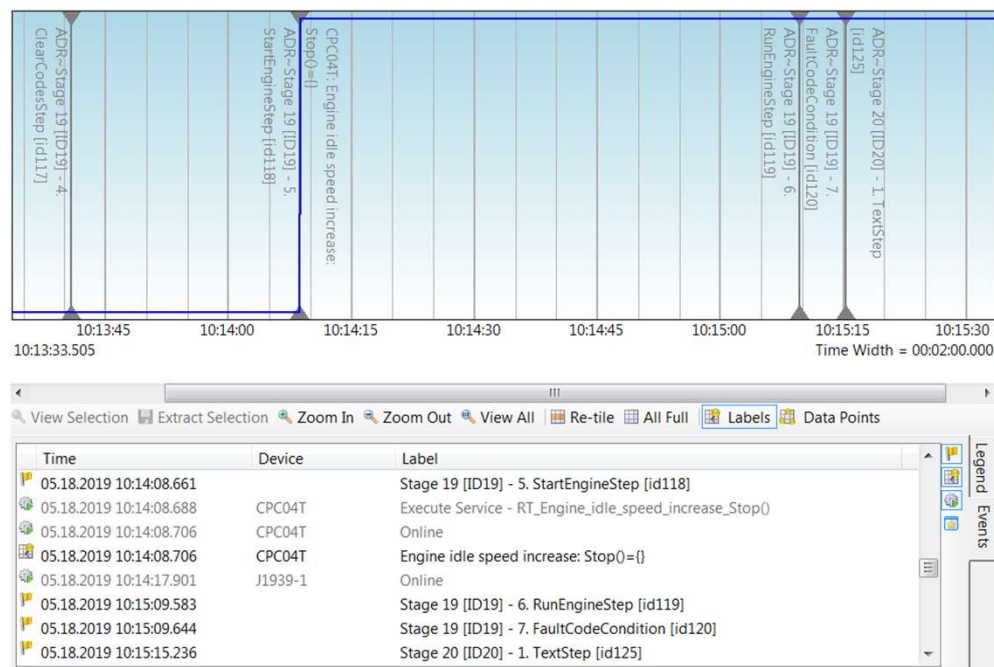 ADR~Stage 19 [ID19] - 4.
ClearCodesStep [id117]
ADR~Stage 19 [ID19] - 5.
StartEngineStep [id118]
CPC04T: Engine idle speed increase:
Stop()={}
ADR~Stage 19 [ID19] - 6.
RunEngineStep [id119]
ADR~Stage 19 [ID19] - 7.
FaultCodeCondition [id120]
ADR~Stage 20 [ID20] - 1. TextStep
[id125]
10:13:45 10:14:00 10:14:15 10:14:30 10:14:45 10:15:00 10:15:15 10:15:30
10:13:33.505 Time Width = 00:02:00.000
View Selection Extract Selection Zoom In Zoom Out View All Re-tile All Full Labels Data Points
Time Device Label
05.18.2019 10:14:08.661 Stage 19 [ID19] - 5. StartEngineStep [id118]
05.18.2019 10:14:08.688 CPC04T Execute Service - RT_Engine_idle_speed_increase_Stop()
05.18.2019 10:14:08.706 CPC04T Online
05.18.2019 10:14:08.706 CPC04T Engine idle speed increase: Stop()={}
05.18.2019 10:14:17.901 J1939-1 Online
05.18.2019 10:15:09.583 Stage 19 [ID19] - 6. RunEngineStep [id119]
05.18.2019 10:15:09.644 Stage 19 [ID19] - 7. FaultCodeCondition [id120]
05.18.2019 10:15:15.236 Stage 20 [ID20] - 1. TextStep [id125]
Legend
Events